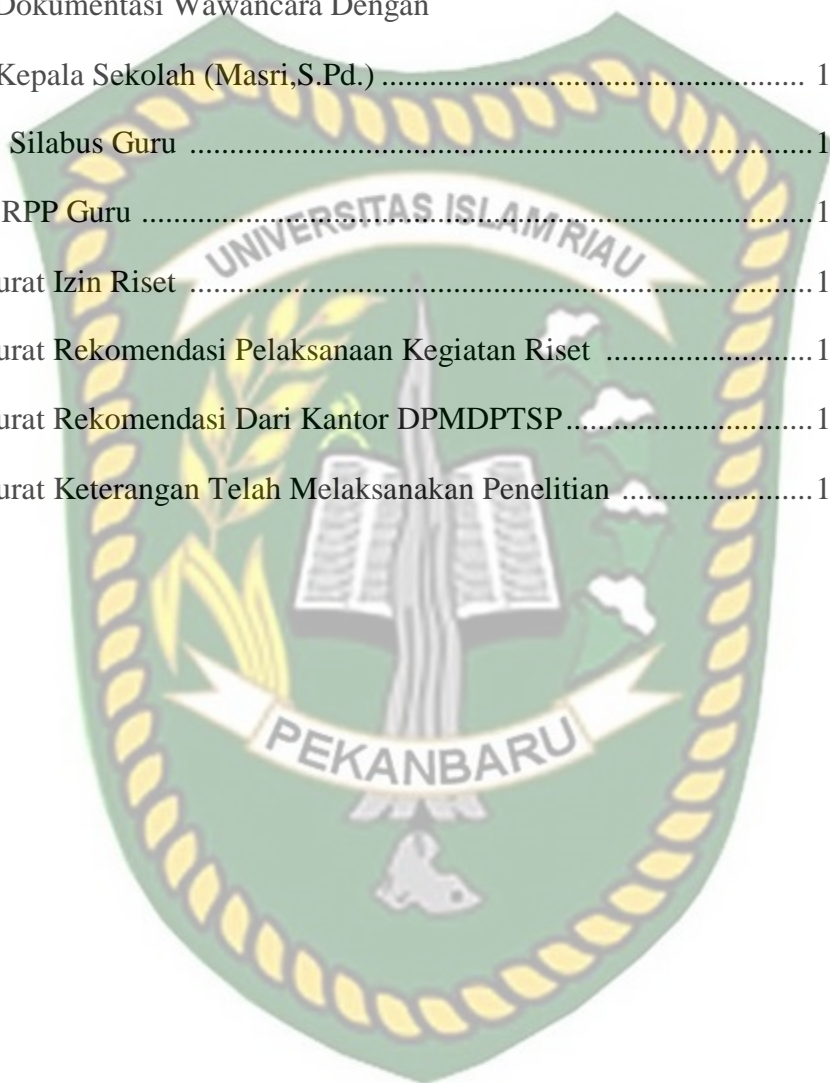 Dokumentasi Wawancara Dengan
Kepala Sekolah (Masri,S.Pd.) ..................................................... 1
Silabus Guru ............................................................................... 1
RPP Guru ..................................................................................... 1
UNIVERSITAS ISLAM RIAU
urat Izin Riset ............................................................................... 1
urat Rekomendasi Pelaksanaan Kegiatan Riset .......................... 1
urat Rekomendasi Dari Kantor DPMDPTSP............................... 1
urat Keterangan Telah Melaksanakan Penelitian ........................ 1
PEKANBARU